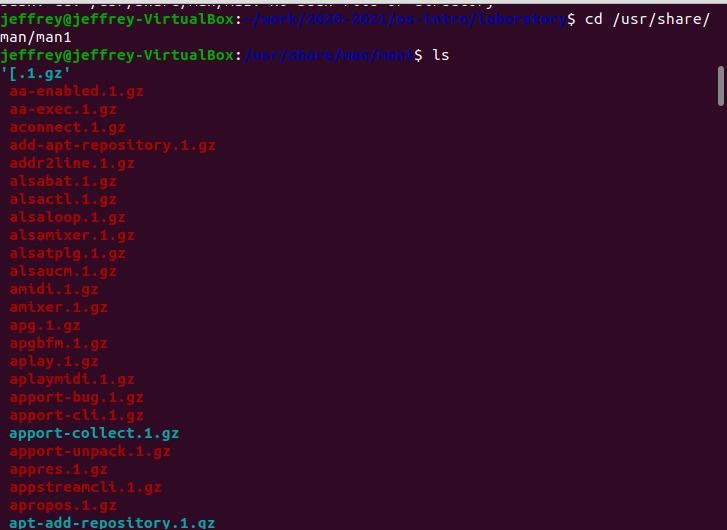 jeffrey@jeffrey-VirtualBox:~/work/2020-2021/os-intro/laboratory$ cd /usr/share/
man/man1
jeffrey@jeffrey-VirtualBox:/usr/share/man/man1$ ls
'[.1.gz'
aa-enabled.1.gz
aa-exec.1.gz
aconnect.1.gz
add-apt-repository.1.gz
addr2line.1.gz
alsabat.1.gz
alsactl.1.gz
alsaloop.1.gz
alsamixer.1.gz
alsatplg.1.gz
alsaucm.1.gz
amidi.1.gz
amixer.1.gz
apg.1.gz
apgbfm.1.gz
aplay.1.gz
aplaymidi.1.gz
apport-bug.1.gz
apport-cli.1.gz
apport-collect.1.gz
apport-unpack.1.gz
appres.1.gz
appstreamcli.1.gz
apropos.1.gz
apt-add-repository.1.gz